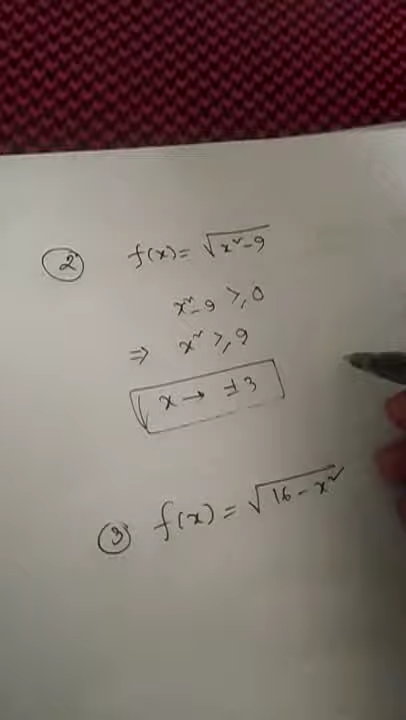 ② f(x) = √x²-9
x²-9 ≥ 0
⇒ x² ≥ 9
x → ±3
③ f(x) = √16-x²